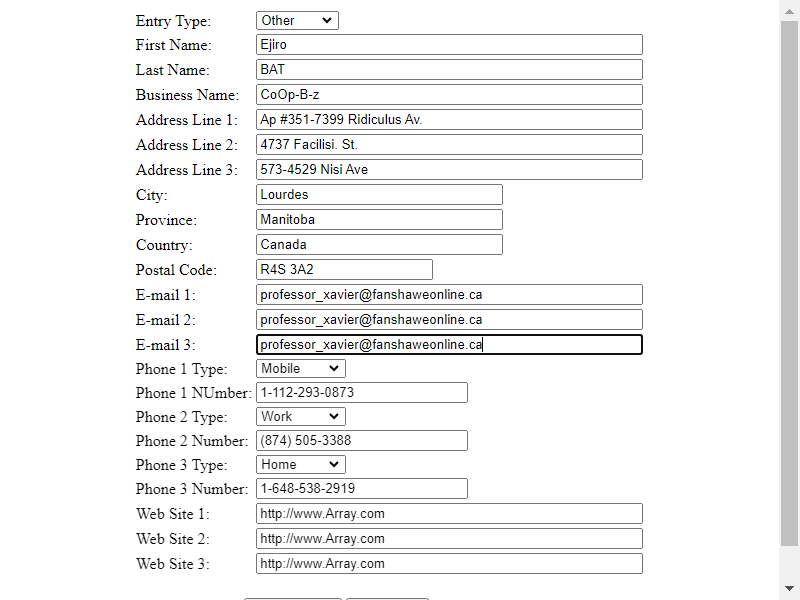 Entry Type: Other
First Name: Ejiro
Last Name: BAT
Business Name: CoOp-B-z
Address Line 1: Ap #351-7399 Ridiculus Av.
Address Line 2: 4737 Facilisi. St.
Address Line 3: 573-4529 Nisi Ave
City: Lourdes
Province: Manitoba
Country: Canada
Postal Code: R4S 3A2
E-mail 1: professor_xavier@fanshaweonline.ca
E-mail 2: professor_xavier@fanshaweonline.ca
E-mail 3: professor_xavier@fanshaweonline.ca
Phone 1 Type: Mobile
Phone 1 NUmber: 1-112-293-0873
Phone 2 Type: Work
Phone 2 Number: (874) 505-3388
Phone 3 Type: Home
Phone 3 Number: 1-648-538-2919
Web Site 1: http://www.Array.com
Web Site 2: http://www.Array.com
Web Site 3: http://www.Array.com